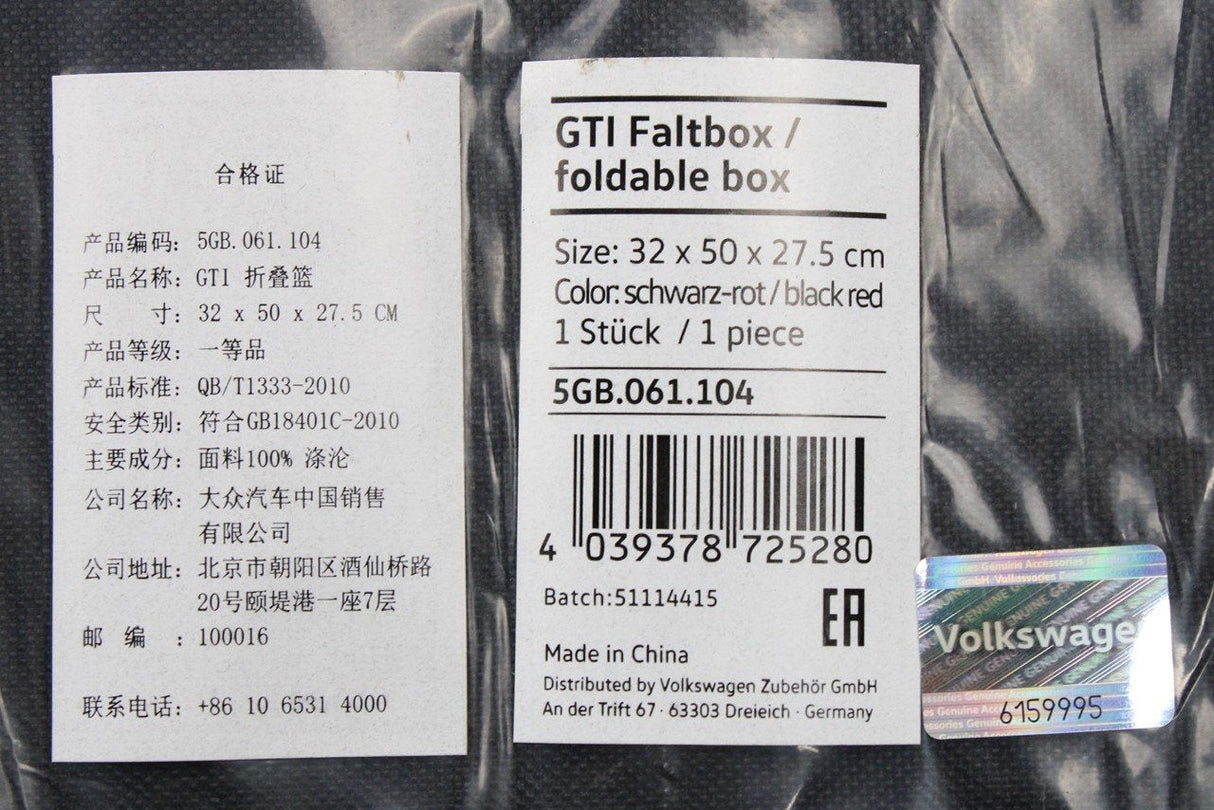 合格证
产品编码: 5GB.061.104
产品名称: GTI 折叠篮
尺 寸: 32 x 50 x 27.5 CM
产品等级: 一等品
产品标准: QB/T1333-2010
安全类别: 符合GB18401C-2010
主要成分: 面料100% 涤沦
公司名称: 大众汽车中国销售
有限公司
公司地址: 北京市朝阳区酒仙桥路
20号颐堤港一座7层
邮 编 : 100016
联系电话: +86 10 6531 4000
GTI Faltbox /
foldable box
Size: 32 x 50 x 27.5 cm
Color: schwarz-rot / black red
1 Stück / 1 piece
5GB.061.104
4 039378 725280
Batch:51114415
EAC
Made in China
Distributed by Volkswagen Zubehör GmbH
An der Trift 67 · 63303 Dreieich · Germany
Genuine Accessories
GmbH Volkswagen
GENUINE GENUINE
Volkswagen
Genuine Accessories
6159995